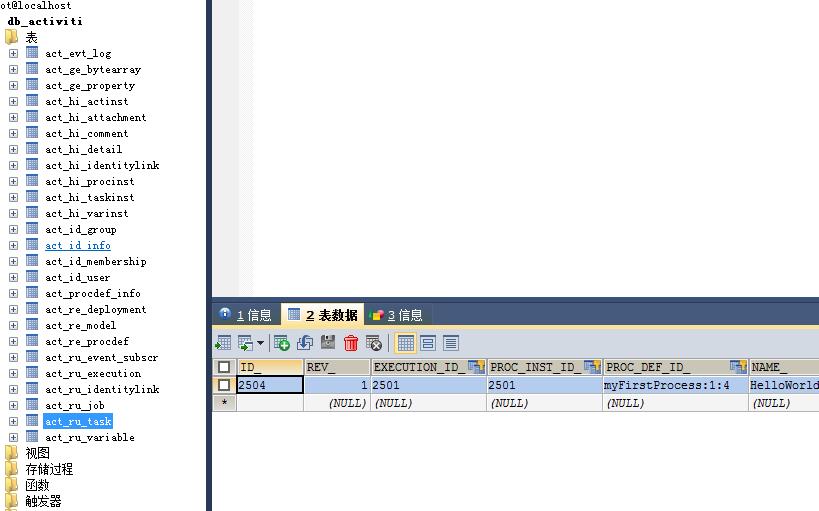 ot@localhost
db_activiti
表
act_evt_log
act_ge_bytearray
act_ge_property
act_hi_actinst
act_hi_attachment
act_hi_comment
act_hi_detail
act_hi_identitylink
act_hi_procinst
act_hi_taskinst
act_hi_varinst
act_id_group
act_id_info
act_id_membership
act_id_user
act_procdef_info
act_re_deployment
act_re_model
act_re_procdef
act_ru_event_subscr
act_ru_execution
act_ru_identitylink
act_ru_job
act_ru_task
act_ru_variable
视图
存储过程
函数
触发器
1 信息 2 表数据 3 信息
ID_ REV_ EXECUTION_ID_ PROC_INST_ID_ PROC_DEF_ID_ NAME_
2504 1 2501 2501 myFirstProcess:1:4 HelloWorld
* (NULL) (NULL) (NULL) (NULL) (NULL)